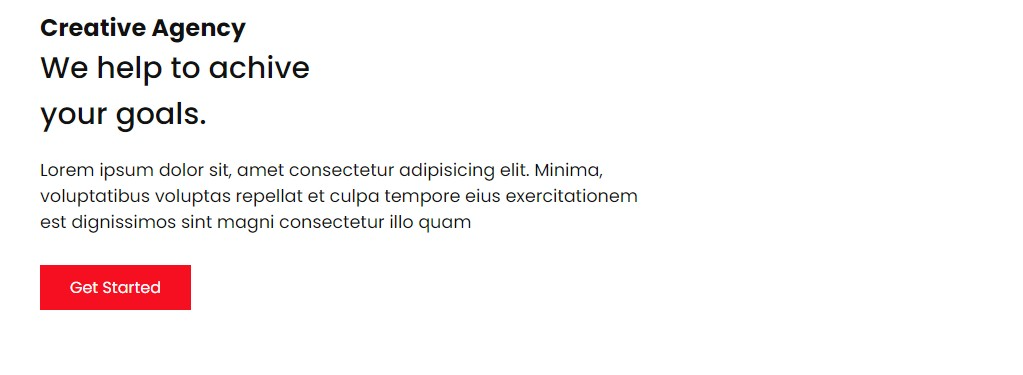 Creative Agency
We help to achive
your goals.
Lorem ipsum dolor sit, amet consectetur adipisicing elit. Minima,
voluptatibus voluptas repellat et culpa tempore eius exercitationem
est dignissimos sint magni consectetur illo quam
Get Started